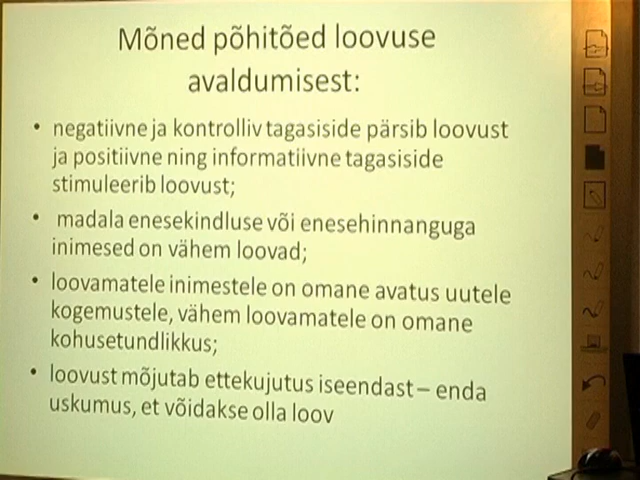 Mõned põhitõed loovuse
avaldumisest:
• negatiivne ja kontrolliv tagasiside pärsib loovust
ja positiivne ning informatiivne tagasiside
stimuleerib loovust;
• madala enesekindluse või enesehinnanguga
inimesed on vähem loovad;
• loovamatele inimestele on omane avatus uutele
kogemustele, vähem loovamatele on omane
kohusetundlikkus;
• loovust mõjutab ettekujutus iseendast – enda
uskumus, et võidakse olla loov